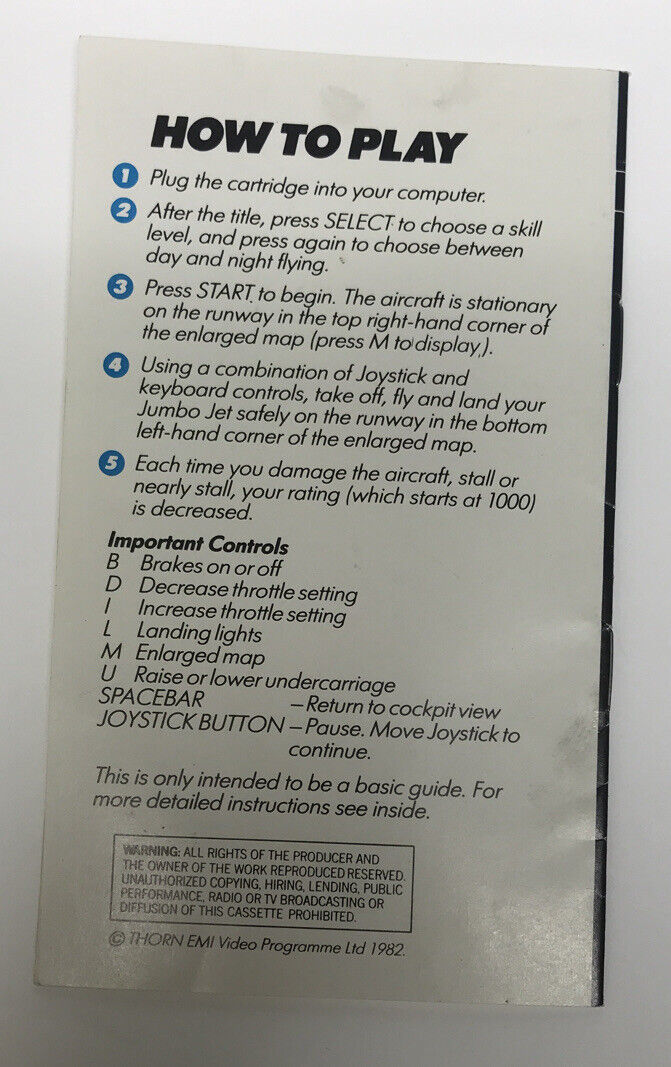 HOW TO PLAY
1 Plug the cartridge into your computer.
2 After the title, press SELECT to choose a skill
level, and press again to choose between
day and night flying.
3 Press START to begin. The aircraft is stationary
on the runway in the top right-hand corner of
the enlarged map (press M to display).
4 Using a combination of Joystick and
keyboard controls, take off, fly and land your
Jumbo Jet safely on the runway in the bottom
left-hand corner of the enlarged map.
5 Each time you damage the aircraft, stall or
nearly stall, your rating (which starts at 1000)
is decreased.
Important Controls
B Brakes on or off
D Decrease throttle setting
I Increase throttle setting
L Landing lights
M Enlarged map
U Raise or lower undercarriage
SPACEBAR – Return to cockpit view
JOYSTICK BUTTON – Pause. Move Joystick to
continue.
This is only intended to be a basic guide. For
more detailed instructions see inside.
WARNING: ALL RIGHTS OF THE PRODUCER AND
THE OWNER OF THE WORK REPRODUCED RESERVED.
UNAUTHORIZED COPYING, HIRING, LENDING, PUBLIC
PERFORMANCE, RADIO OR TV BROADCASTING OR
DIFFUSION OF THIS CASSETTE PROHIBITED.
© THORN EMI Video Programme Ltd 1982.